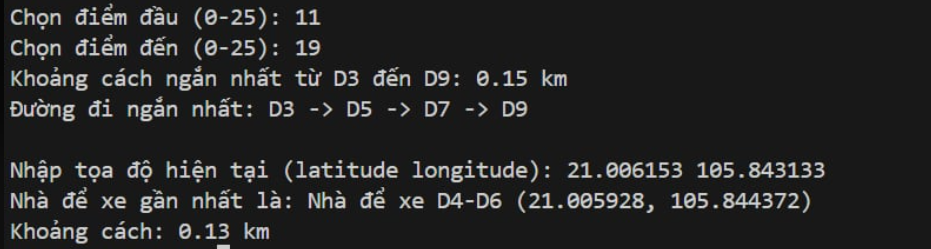 Chọn điểm đầu (0-25): 11
Chọn điểm đến (0-25): 19
Khoảng cách ngắn nhất từ D3 đến D9: 0.15 km
Đường đi ngắn nhất: D3 -> D5 -> D7 -> D9
Nhập tọa độ hiện tại (latitude longitude): 21.006153 105.843133
Nhà để xe gần nhất là: Nhà để xe D4-D6 (21.005928, 105.844372)
Khoảng cách: 0.13 km